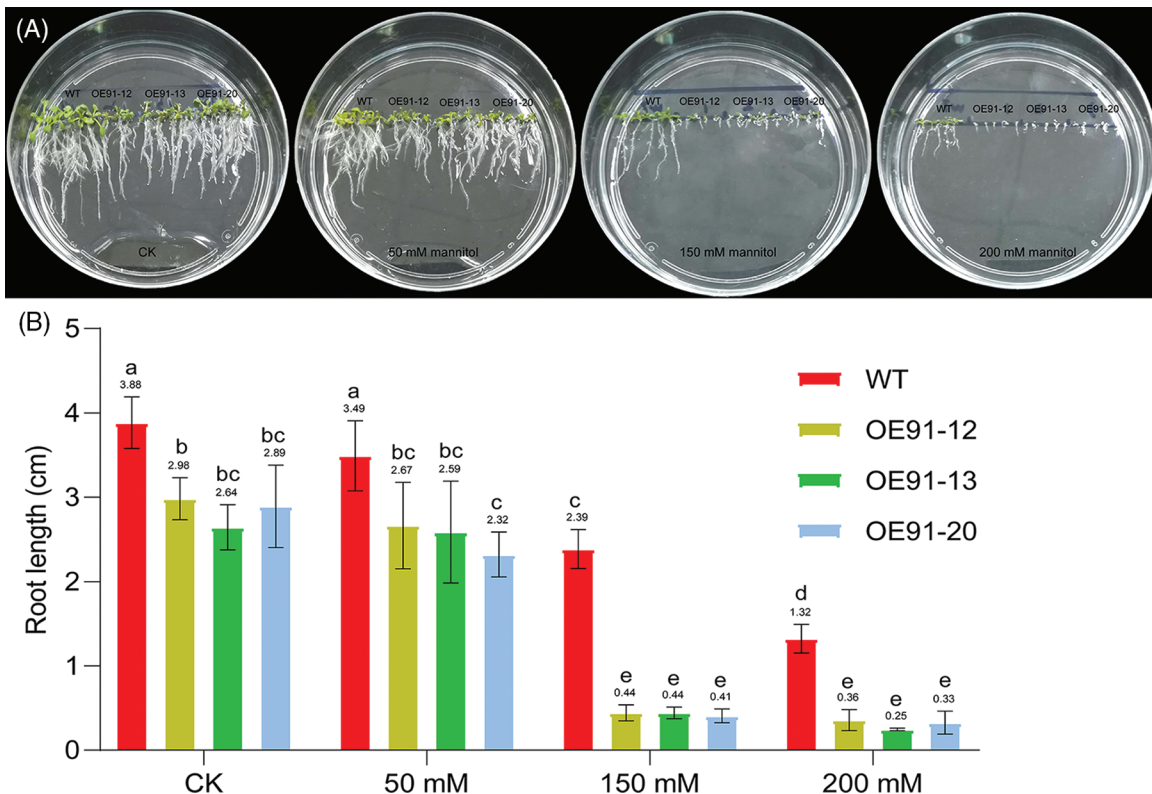 (A)
WT OE91-12 OE91-13 OE91-20
CK
WT OE91-12 OE91-13 OE91-20
50 mM mannitol
WT OE91-12 OE91-13 OE91-20
150 mM mannitol
WT OE91-12 OE91-13 OE91-20
200 mM mannitol
(B)
Root length (cm)
5
4
3
2
1
0
a
3.88
b
2.98
bc
2.64
bc
2.89
a
3.49
bc
2.67
bc
2.59
c
2.32
c
2.39
e
0.44
e
0.44
e
0.41
d
1.32
e
0.36
e
0.25
e
0.33
WT
OE91-12
OE91-13
OE91-20
CK 50 mM 150 mM 200 mM